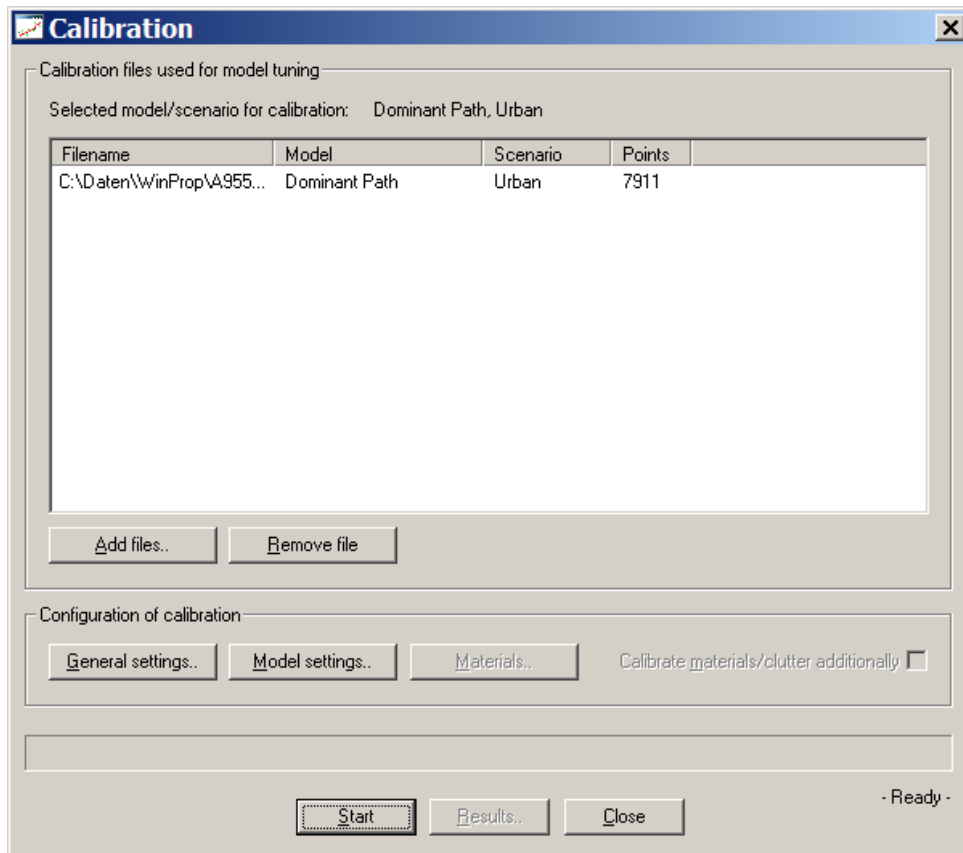 Calibration
Calibration files used for model tuning
Selected model/scenario for calibration: Dominant Path, Urban
Filename Model Scenario Points
C:\Daten\WinProp\A955... Dominant Path Urban 7911
Add files.. Remove file
Configuration of calibration
General settings.. Model settings.. Materials.. Calibrate materials/clutter additionally
- Ready -
Start Results.. Close